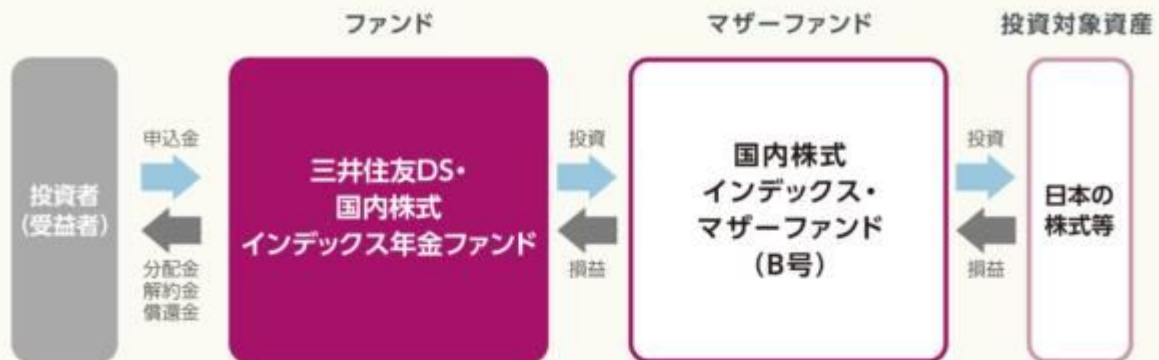 ファンド
マザーファンド
投資対象資産
投資者
(受益者)
申込金
分配金
解約金
償還金
三井住友DS・
国内株式
インデックス年金ファンド
投資
損益
国内株式
インデックス・
マザーファンド
(B号)
投資
損益
日本の
株式等